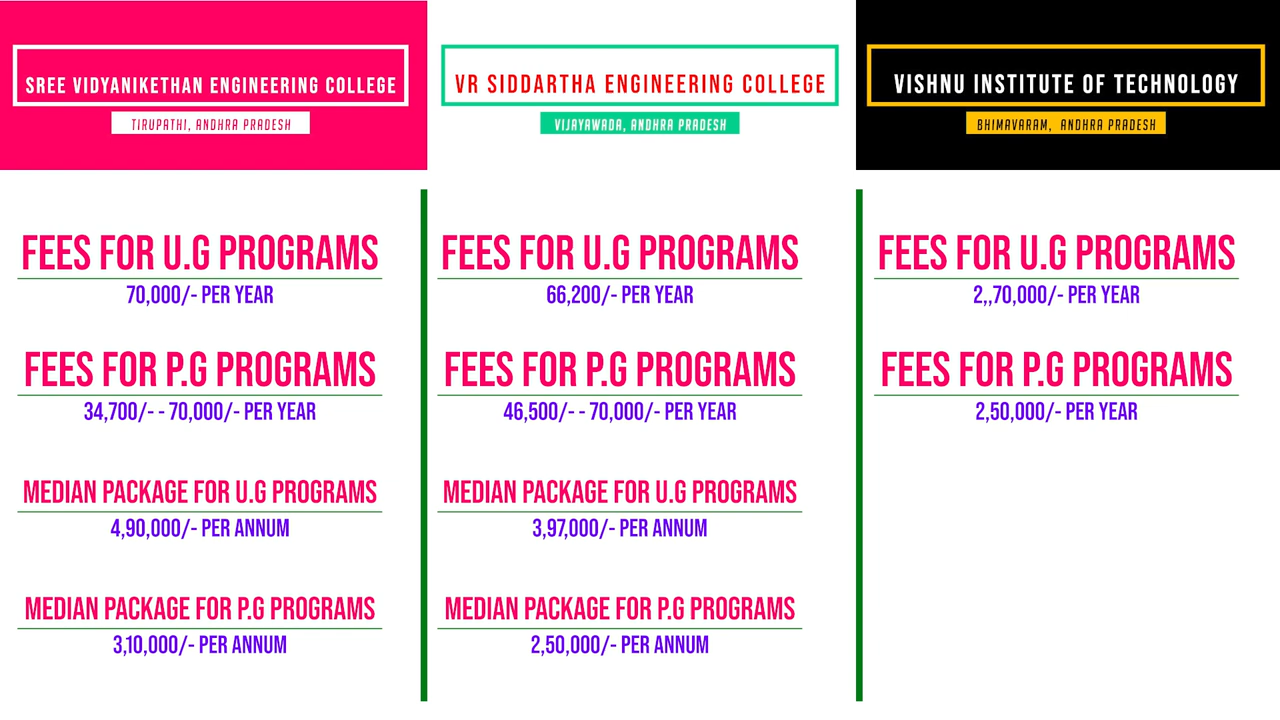 SREE VIDYANIKETHAN ENGINEERING COLLEGE
TIRUPATHI, ANDHRA PRADESH
FEES FOR U.G PROGRAMS
70,000/- PER YEAR
FEES FOR P.G PROGRAMS
34,700/- - 70,000/- PER YEAR
MEDIAN PACKAGE FOR U.G PROGRAMS
4,90,000/- PER ANNUM
MEDIAN PACKAGE FOR P.G PROGRAMS
3,10,000/- PER ANNUM
VR SIDDARTHA ENGINEERING COLLEGE
VIJAYAWADA, ANDHRA PRADESH
FEES FOR U.G PROGRAMS
66,200/- PER YEAR
FEES FOR P.G PROGRAMS
46,500/- - 70,000/- PER YEAR
MEDIAN PACKAGE FOR U.G PROGRAMS
3,97,000/- PER ANNUM
MEDIAN PACKAGE FOR P.G PROGRAMS
2,50,000/- PER ANNUM
VISHNU INSTITUTE OF TECHNOLOGY
BHIMAVARAM, ANDHRA PRADESH
FEES FOR U.G PROGRAMS
2,,70,000/- PER YEAR
FEES FOR P.G PROGRAMS
2,50,000/- PER YEAR